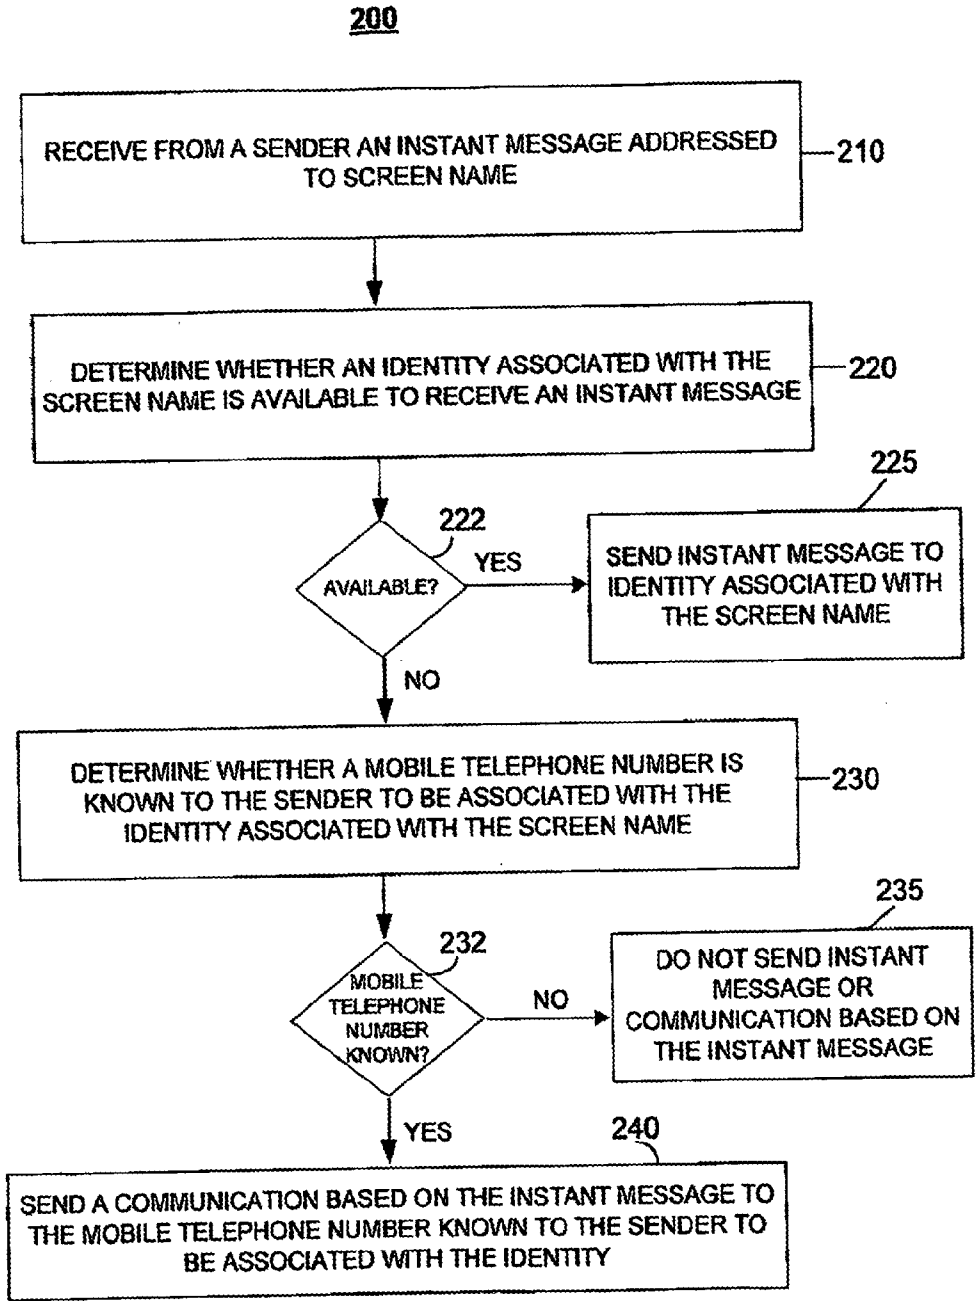 200
RECEIVE FROM A SENDER AN INSTANT MESSAGE ADDRESSED
TO SCREEN NAME
210
DETERMINE WHETHER AN IDENTITY ASSOCIATED WITH THE
SCREEN NAME IS AVAILABLE TO RECEIVE AN INSTANT MESSAGE
220
222
AVAILABLE?
YES
225
SEND INSTANT MESSAGE TO
IDENTITY ASSOCIATED WITH
THE SCREEN NAME
NO
DETERMINE WHETHER A MOBILE TELEPHONE NUMBER IS
KNOWN TO THE SENDER TO BE ASSOCIATED WITH THE
IDENTITY ASSOCIATED WITH THE SCREEN NAME
230
232
MOBILE
TELEPHONE
NUMBER
KNOWN?
NO
235
DO NOT SEND INSTANT
MESSAGE OR
COMMUNICATION BASED ON
THE INSTANT MESSAGE
YES
240
SEND A COMMUNICATION BASED ON THE INSTANT MESSAGE TO
THE MOBILE TELEPHONE NUMBER KNOWN TO THE SENDER TO
BE ASSOCIATED WITH THE IDENTITY